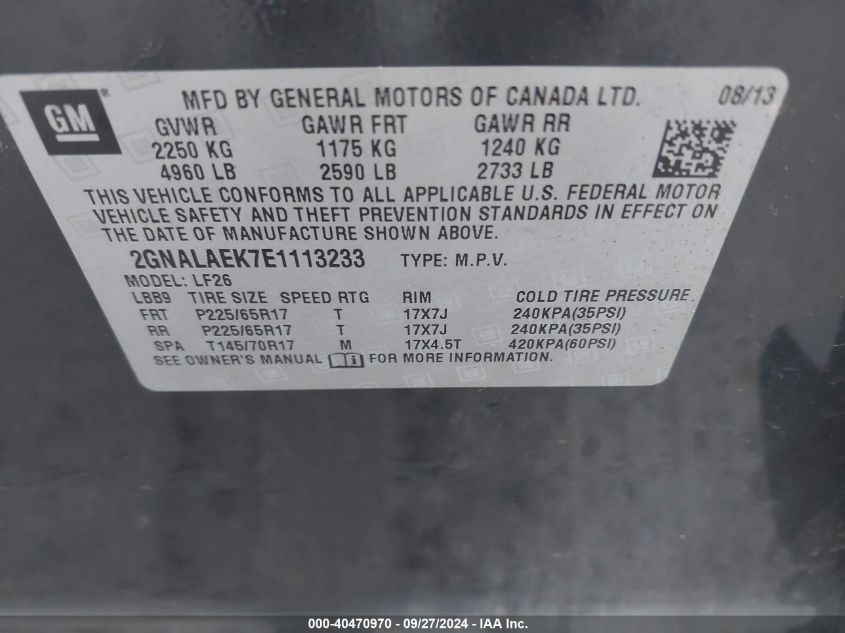 GM ®
MFD BY GENERAL MOTORS OF CANADA LTD. 08/13
GVWR GAWR FRT GAWR RR
2250 KG 1175 KG 1240 KG
4960 LB 2590 LB 2733 LB
THIS VEHICLE CONFORMS TO ALL APPLICABLE U.S. FEDERAL MOTOR
VEHICLE SAFETY AND THEFT PREVENTION STANDARDS IN EFFECT ON
THE DATE OF MANUFACTURE SHOWN ABOVE.
2GNALAEK7E1113233 TYPE: M.P.V.
MODEL: LF26
LBB9 TIRE SIZE SPEED RTG RIM COLD TIRE PRESSURE
FRT P225/65R17 T 17X7J 240KPA(35PSI)
RR P225/65R17 T 17X7J 240KPA(35PSI)
SPA T145/70R17 M 17X4.5T 420KPA(60PSI)
SEE OWNER'S MANUAL FOR MORE INFORMATION.
000-40470970 - 09/27/2024 - IAA Inc.